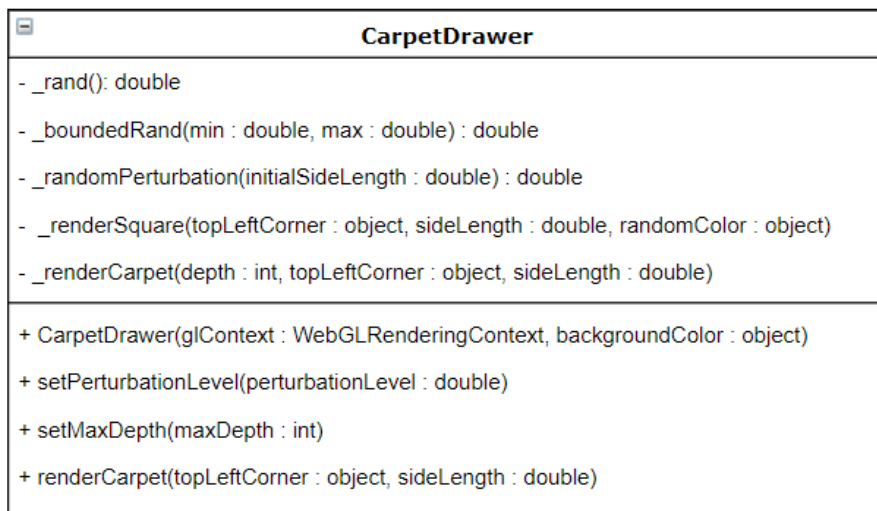 CarpetDrawer
- _rand(): double
- _boundedRand(min : double, max : double) : double
- _randomPerturbation(initialSideLength : double) : double
- _renderSquare(topLeftCorner : object, sideLength : double, randomColor : object)
- _renderCarpet(depth : int, topLeftCorner : object, sideLength : double)
+ CarpetDrawer(glContext : WebGLRenderingContext, backgroundColor : object)
+ setPerturbationLevel(perturbationLevel : double)
+ setMaxDepth(maxDepth : int)
+ renderCarpet(topLeftCorner : object, sideLength : double)